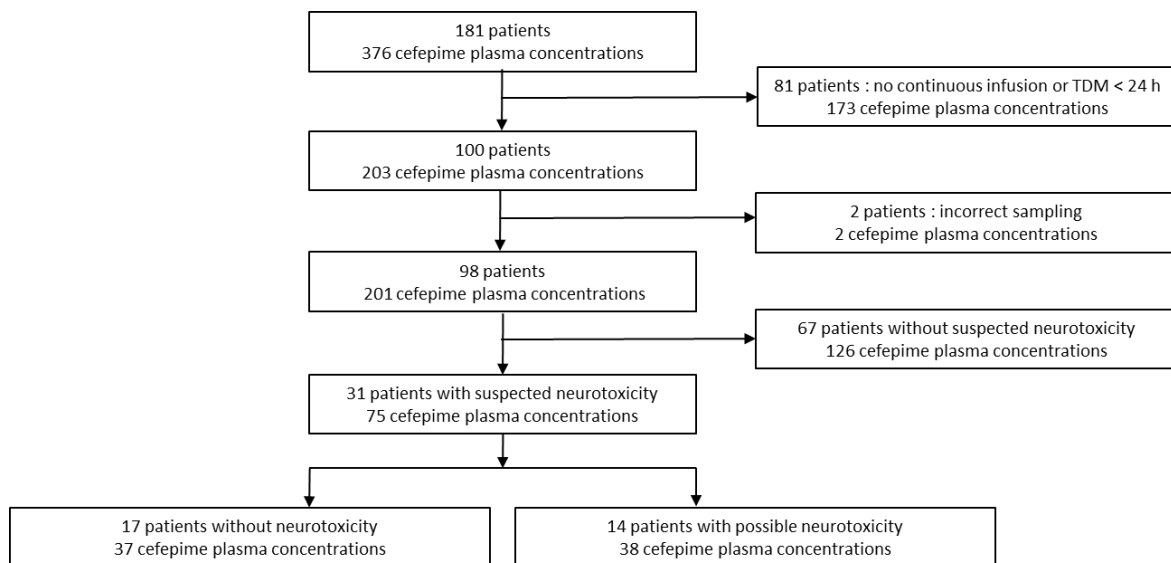 181 patients
376 cefepime plasma concentrations
81 patients : no continuous infusion or TDM < 24 h
173 cefepime plasma concentrations
100 patients
203 cefepime plasma concentrations
2 patients : incorrect sampling
2 cefepime plasma concentrations
98 patients
201 cefepime plasma concentrations
67 patients without suspected neurotoxicity
126 cefepime plasma concentrations
31 patients with suspected neurotoxicity
75 cefepime plasma concentrations
17 patients without neurotoxicity
37 cefepime plasma concentrations
14 patients with possible neurotoxicity
38 cefepime plasma concentrations